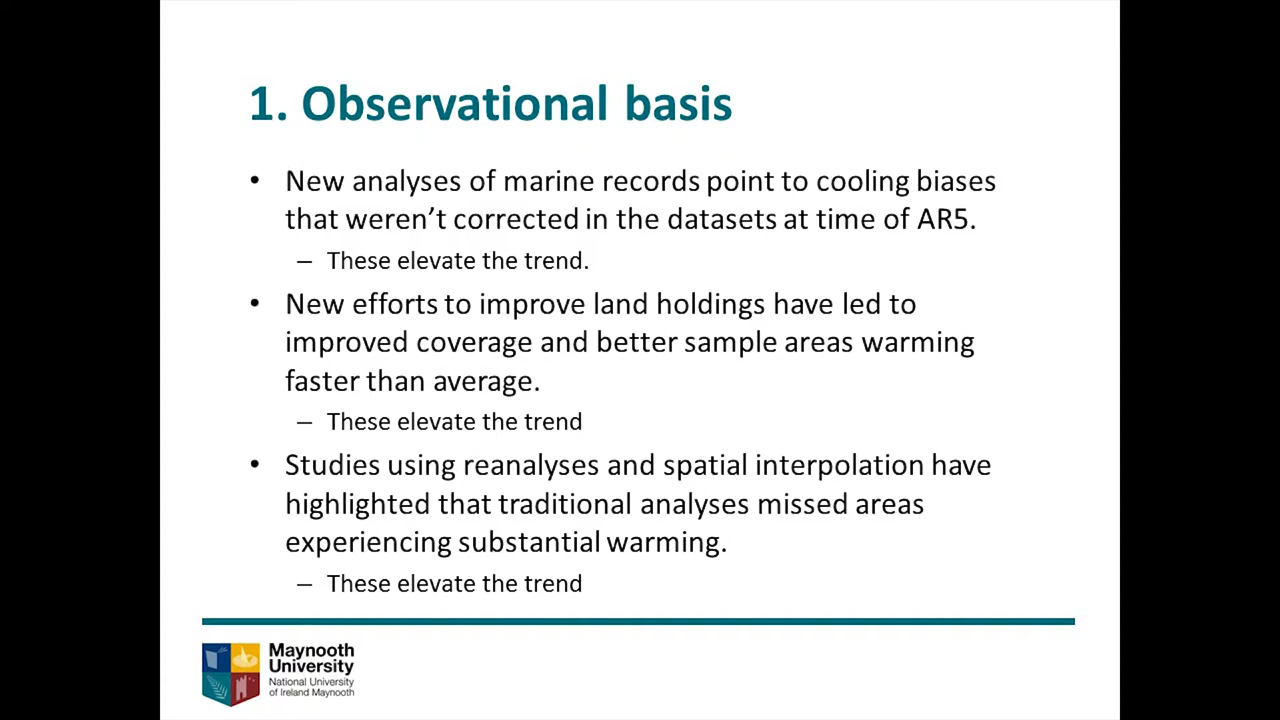 1. Observational basis
• New analyses of marine records point to cooling biases
that weren’t corrected in the datasets at time of AR5.
– These elevate the trend.
• New efforts to improve land holdings have led to
improved coverage and better sample areas warming
faster than average.
– These elevate the trend
• Studies using reanalyses and spatial interpolation have
highlighted that traditional analyses missed areas
experiencing substantial warming.
– These elevate the trend
Maynooth
University
National University
of Ireland Maynooth